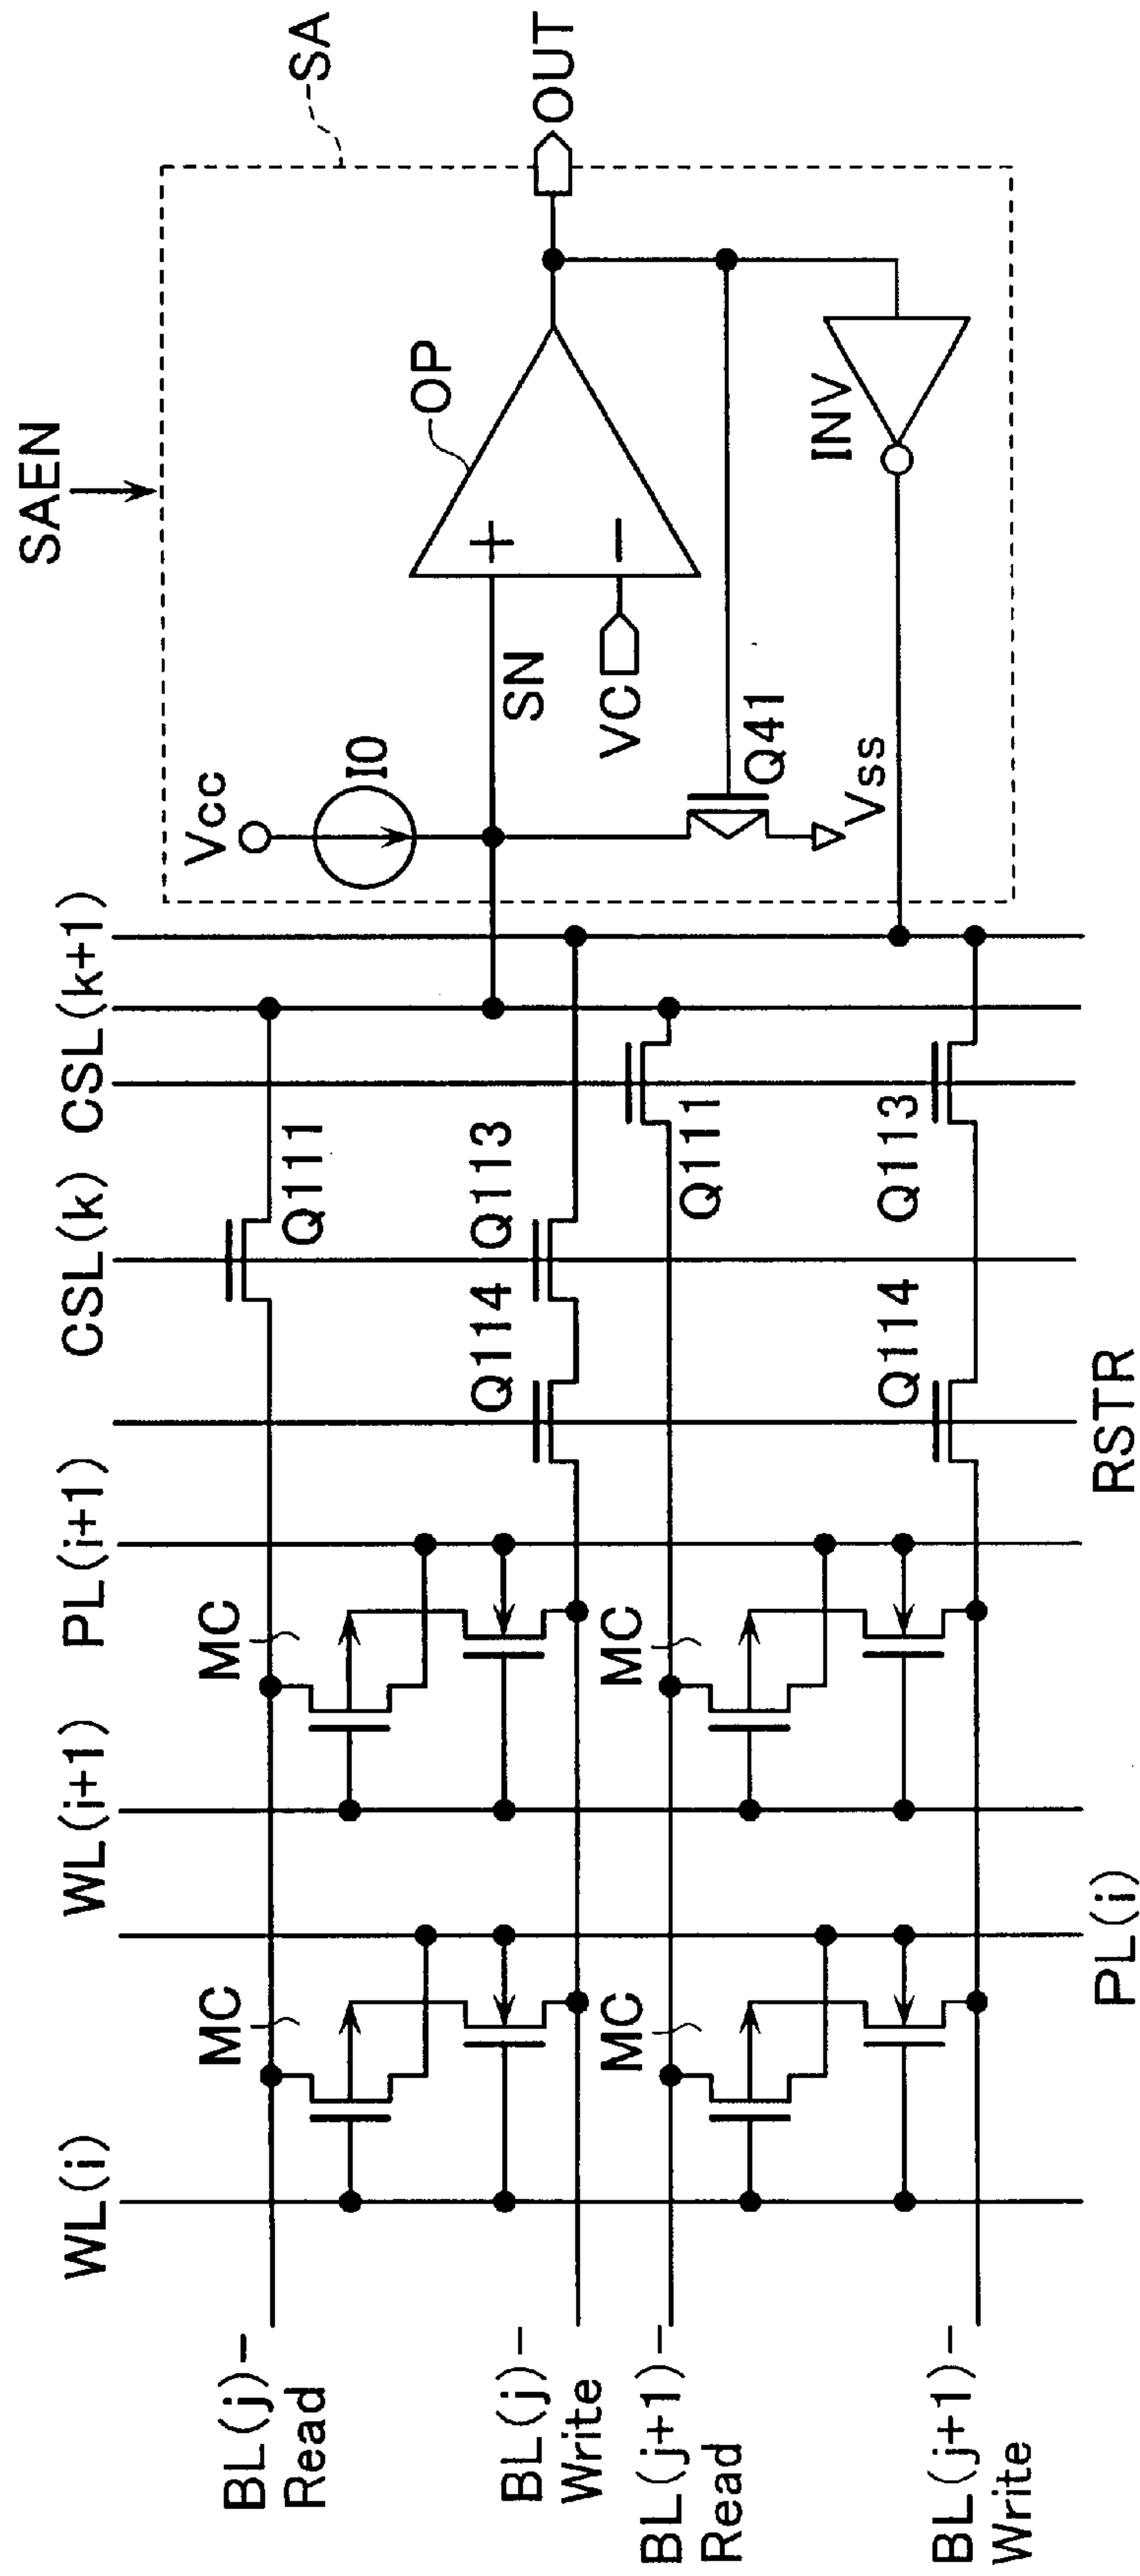 WL(i)
WL(i+1)
PL(i+1)
CSL(k)
CSL(k+1)
SAEN
SA
BL(j)-
Read
MC
MC
Q111
Vcc
I0
OP
OUT
SN
BL(j)-
Write
Q114
Q113
VC
BL(j+1)-
Read
MC
MC
Q111
Q41
INV
Vss
BL(j+1)-
Write
Q114
Q113
PL(i)
RSTR